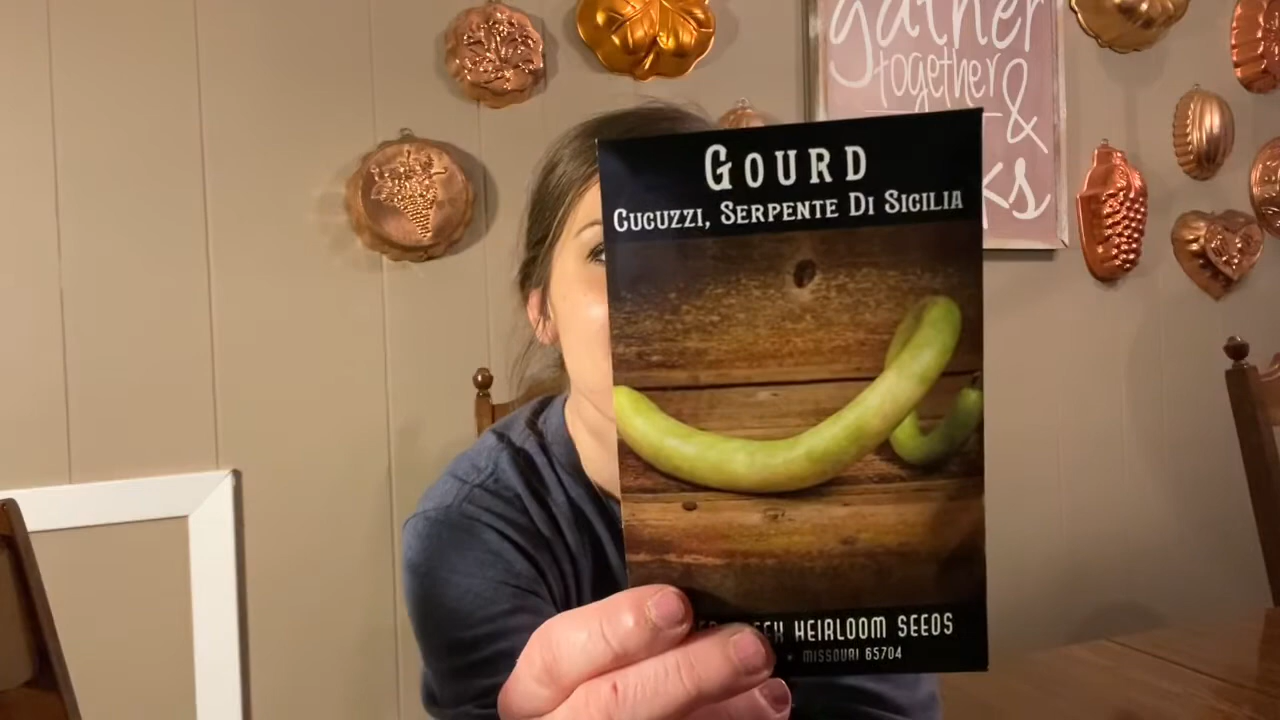 gather
together
&
GOURD
CUCUZZI, SERPENTE DI SICILIA
HEIRLOOM SEEDS
MISSOURI 65704